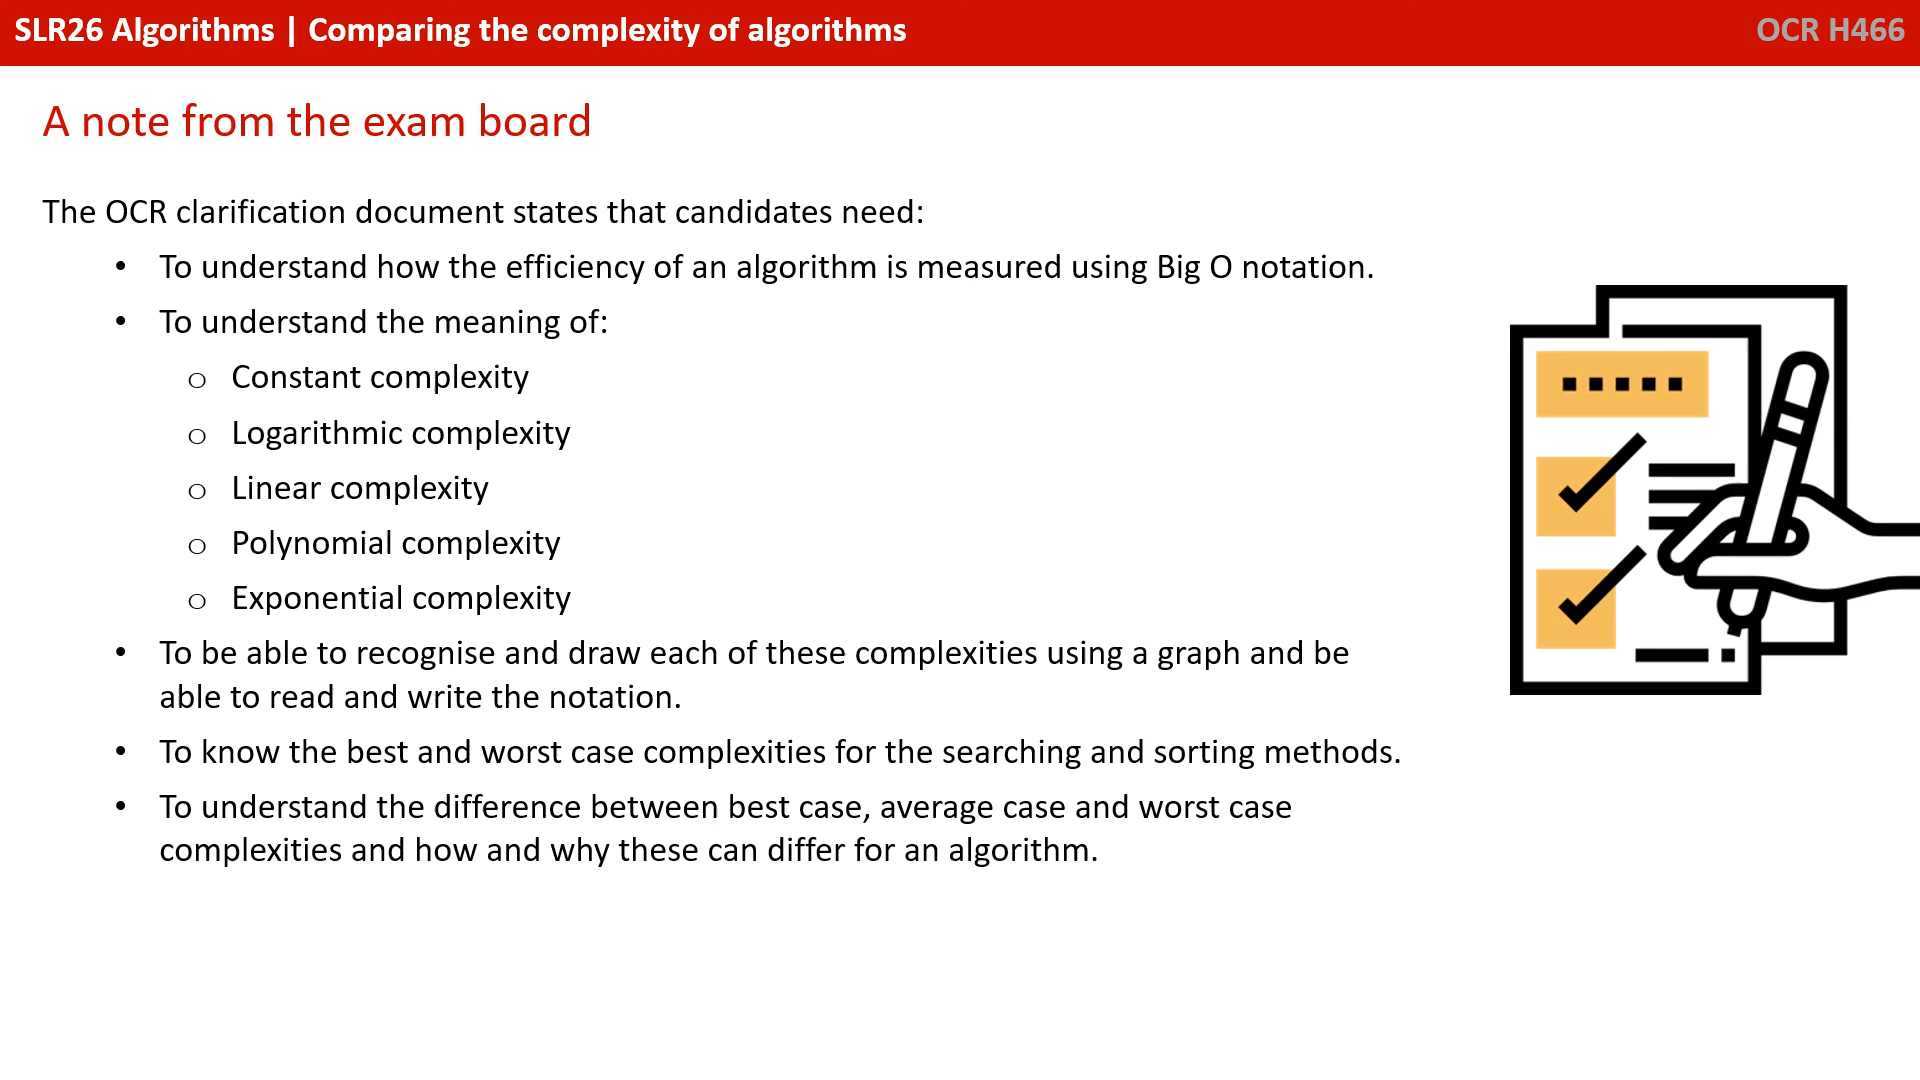 SLR26 Algorithms | Comparing the complexity of algorithms
OCR H466
A note from the exam board
The OCR clarification document states that candidates need:
• To understand how the efficiency of an algorithm is measured using Big O notation.
• To understand the meaning of:
o Constant complexity
o Logarithmic complexity
o Linear complexity
o Polynomial complexity
o Exponential complexity
• To be able to recognise and draw each of these complexities using a graph and be
able to read and write the notation.
• To know the best and worst case complexities for the searching and sorting methods.
• To understand the difference between best case, average case and worst case
complexities and how and why these can differ for an algorithm.